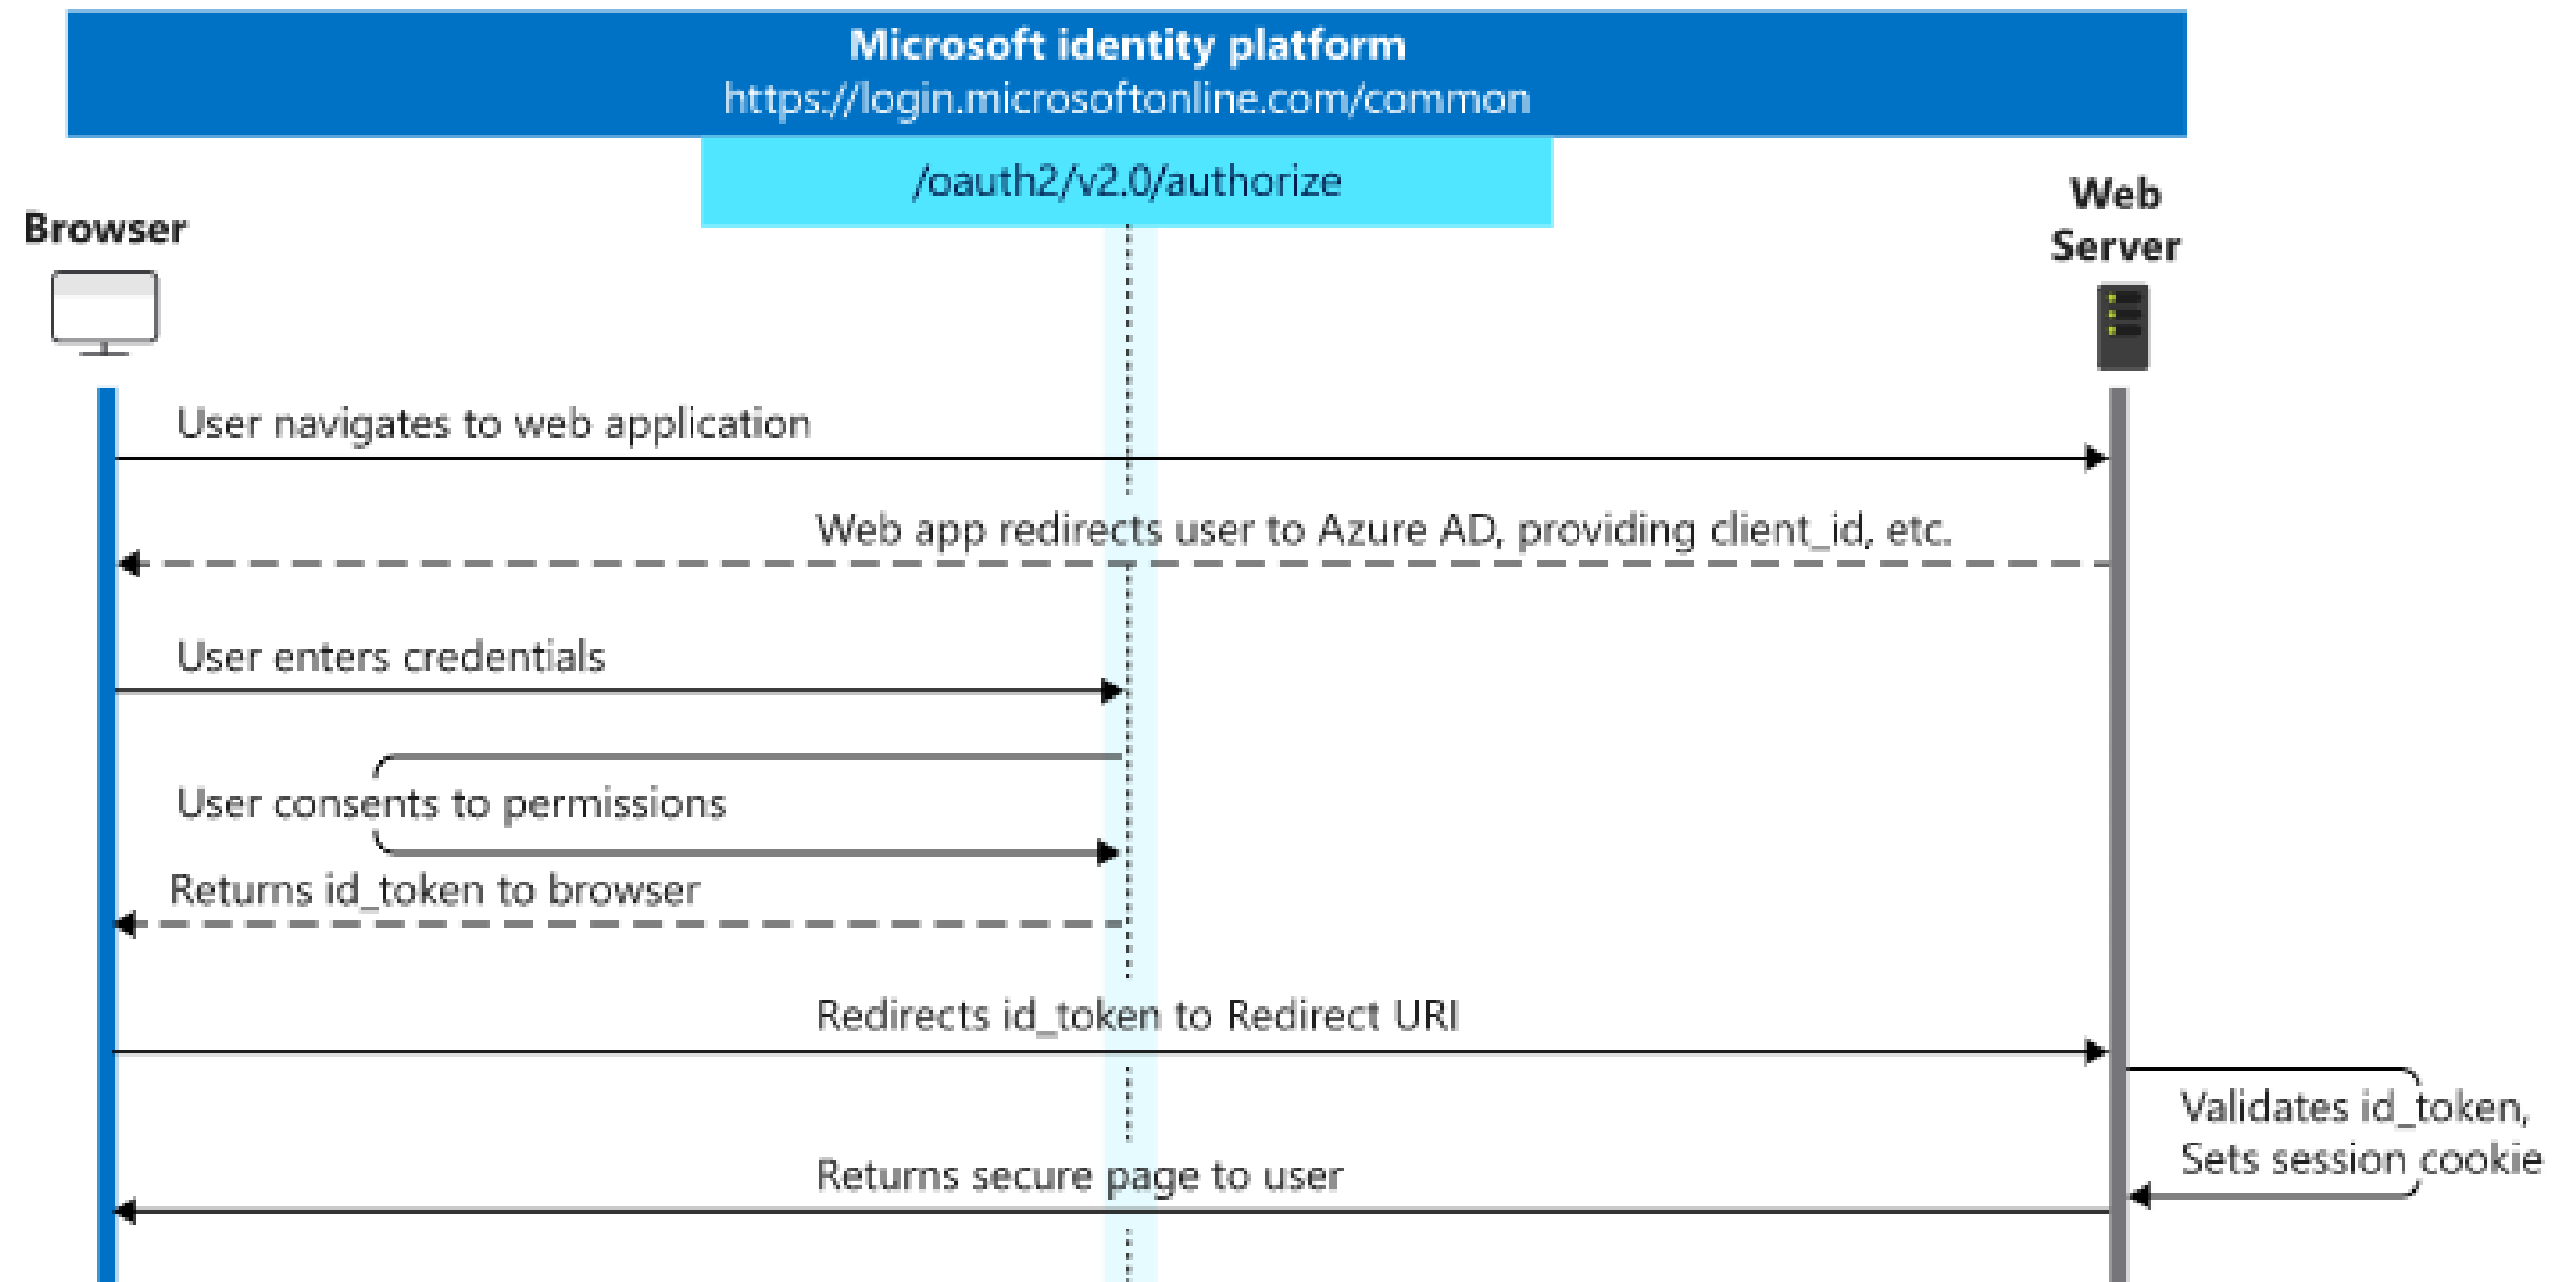 Microsoft identity platform
https://login.microsoftonline.com/common
/oauth2/v2.0/authorize
Browser
Web
Server
User navigates to web application
Web app redirects user to Azure AD, providing client_id, etc.
User enters credentials
User consents to permissions
Returns id_token to browser
Redirects id_token to Redirect URI
Validates id_token,
Sets session cookie
Returns secure page to user